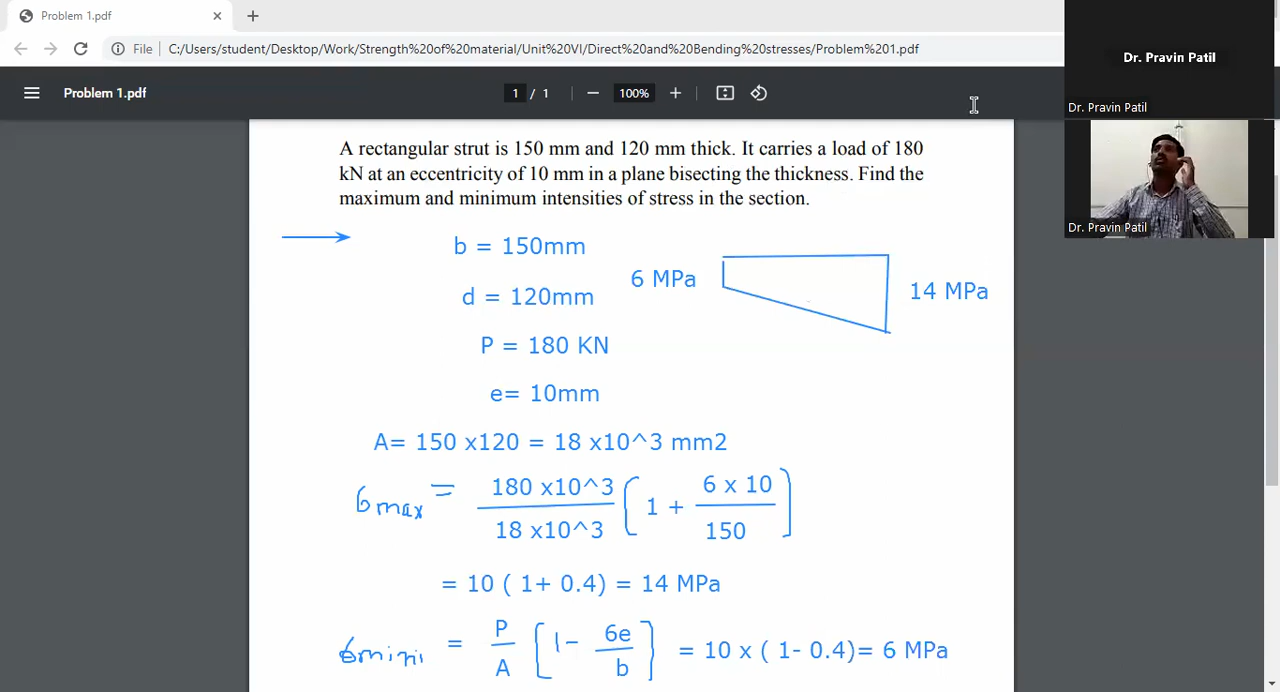 Problem 1.pdf
File C:/Users/student/Desktop/Work/Strength%20of%20material/Unit%20VI/Direct%20and%20Bending%20stresses/Problem%201.pdf
Problem 1.pdf
1 / 1
100%
Dr. Pravin Patil
Dr. Pravin Patil
Dr. Pravin Patil
A rectangular strut is 150 mm and 120 mm thick. It carries a load of 180
kN at an eccentricity of 10 mm in a plane bisecting the thickness. Find the
maximum and minimum intensities of stress in the section.
b = 150mm
6 MPa
14 MPa
d = 120mm
P = 180 KN
e= 10mm
A= 150 x120 = 18 x10^3 mm2
6max = 180 x10^3 / 18 x10^3 [ 1 + 6 x 10 / 150 ]
= 10 ( 1+ 0.4) = 14 MPa
6mini = P / A [ 1- 6e / b ] = 10 x ( 1- 0.4)= 6 MPa